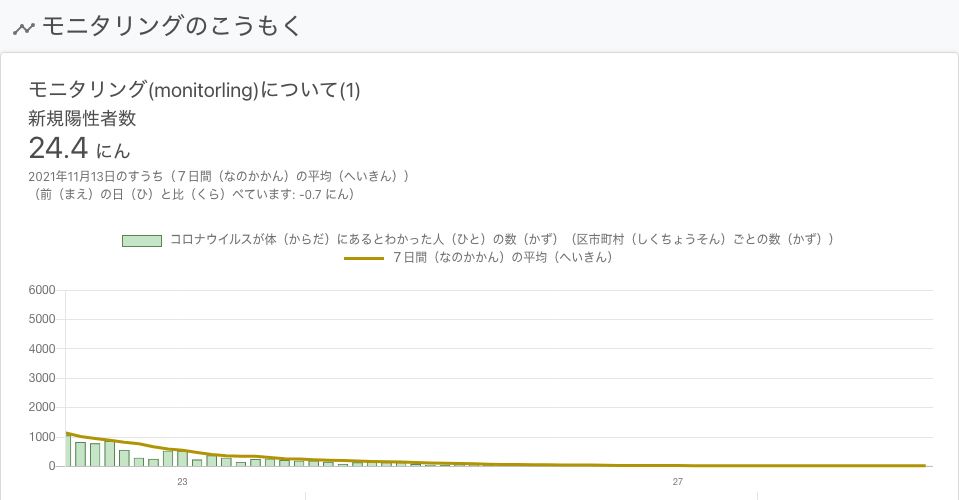 モニタリングのこうもく
モニタリング(monitorling)について(1)
新規陽性者数
24.4 にん
2021年11月13日のすうち（７日間（なのかかん）の平均（へいきん））
（前（まえ）の日（ひ）と比（くら）べています: -0.7 にん）
コロナウイルスが体（からだ）にあるとわかった人（ひと）の数（かず）（区市町村（しくちょうそん）ごとの数（かず））
７日間（なのかかん）の平均（へいきん）
6000
5000
4000
3000
2000
1000
0
23 27